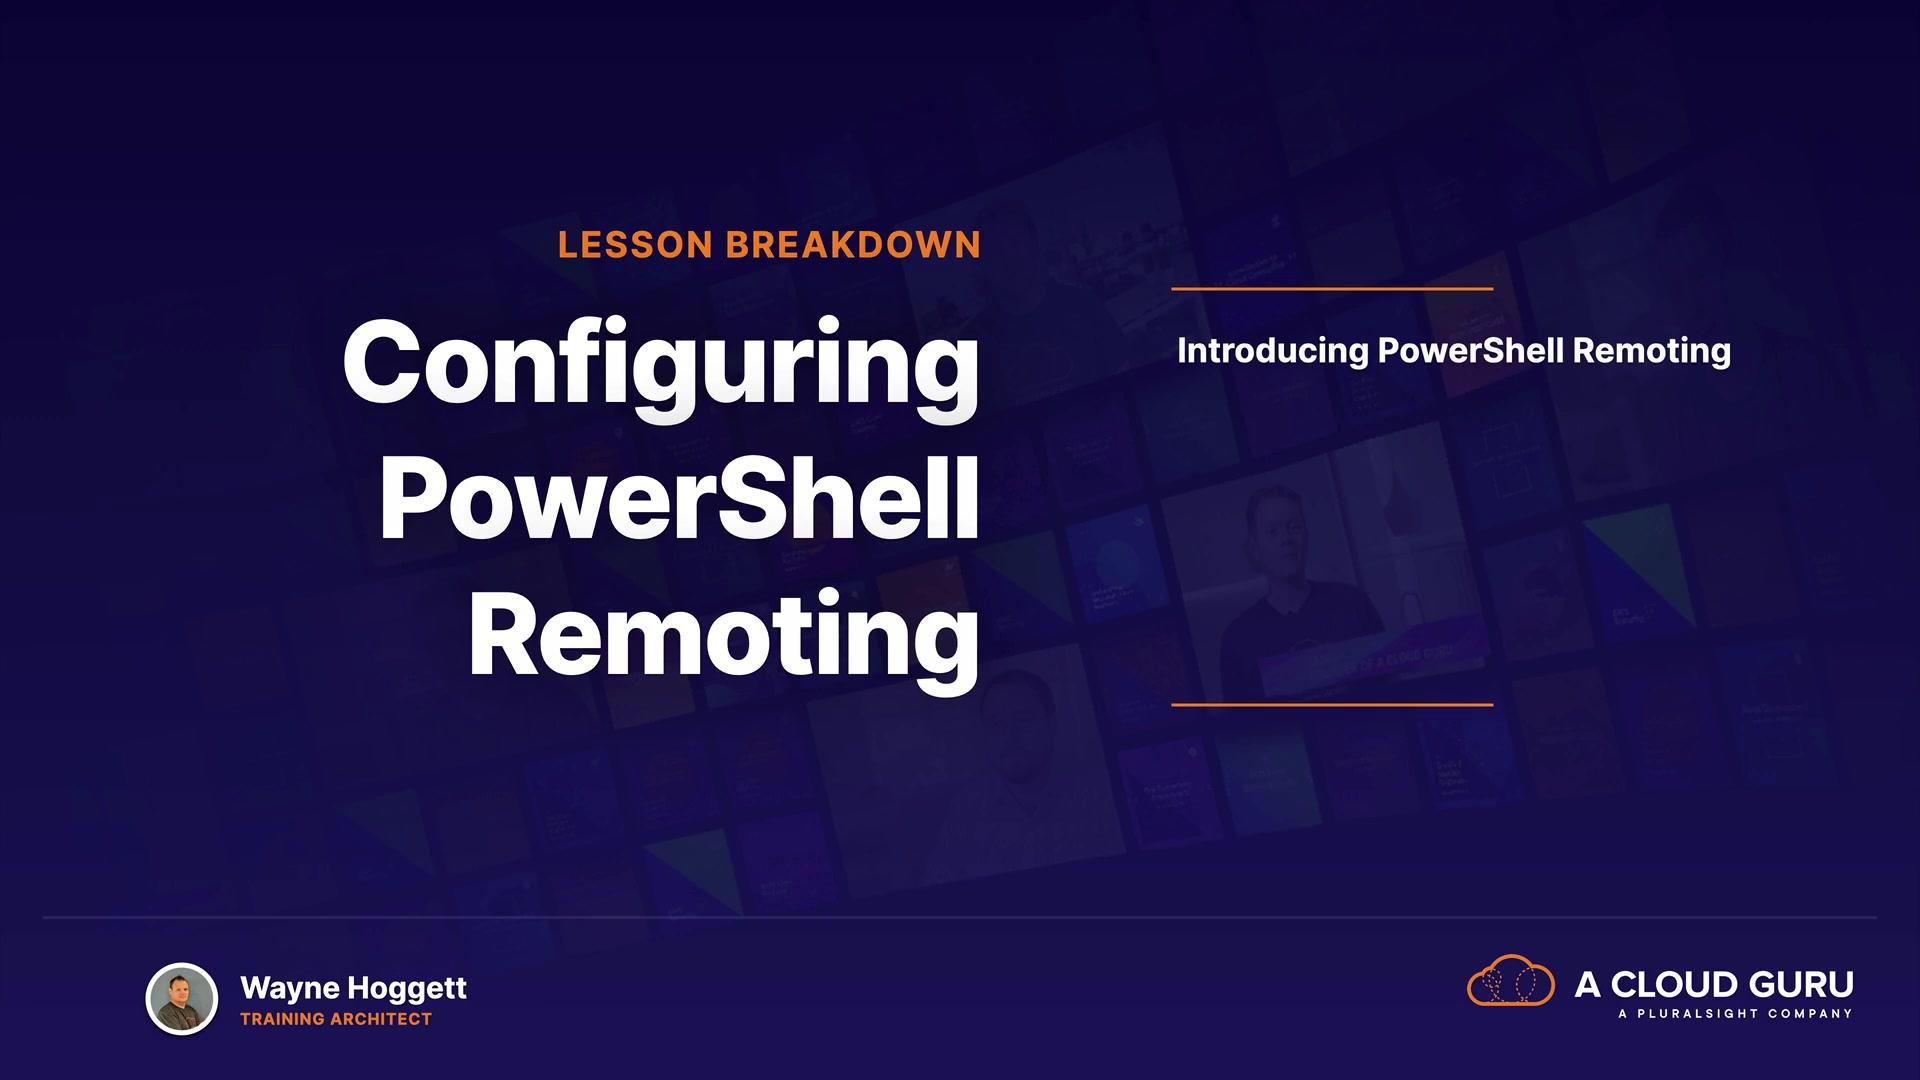 LESSON BREAKDOWN
Configuring
PowerShell
Remoting
Introducing PowerShell Remoting
Wayne Hoggett
TRAINING ARCHITECT
A CLOUD GURU
A PLURALSIGHT COMPANY